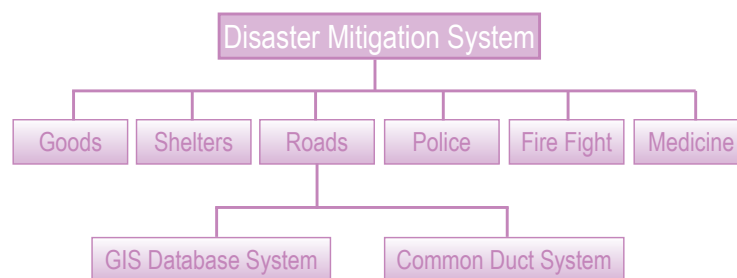 Disaster Mitigation System
Goods
Shelters
Roads
Police
Fire Fight
Medicine
GIS Database System
Common Duct System